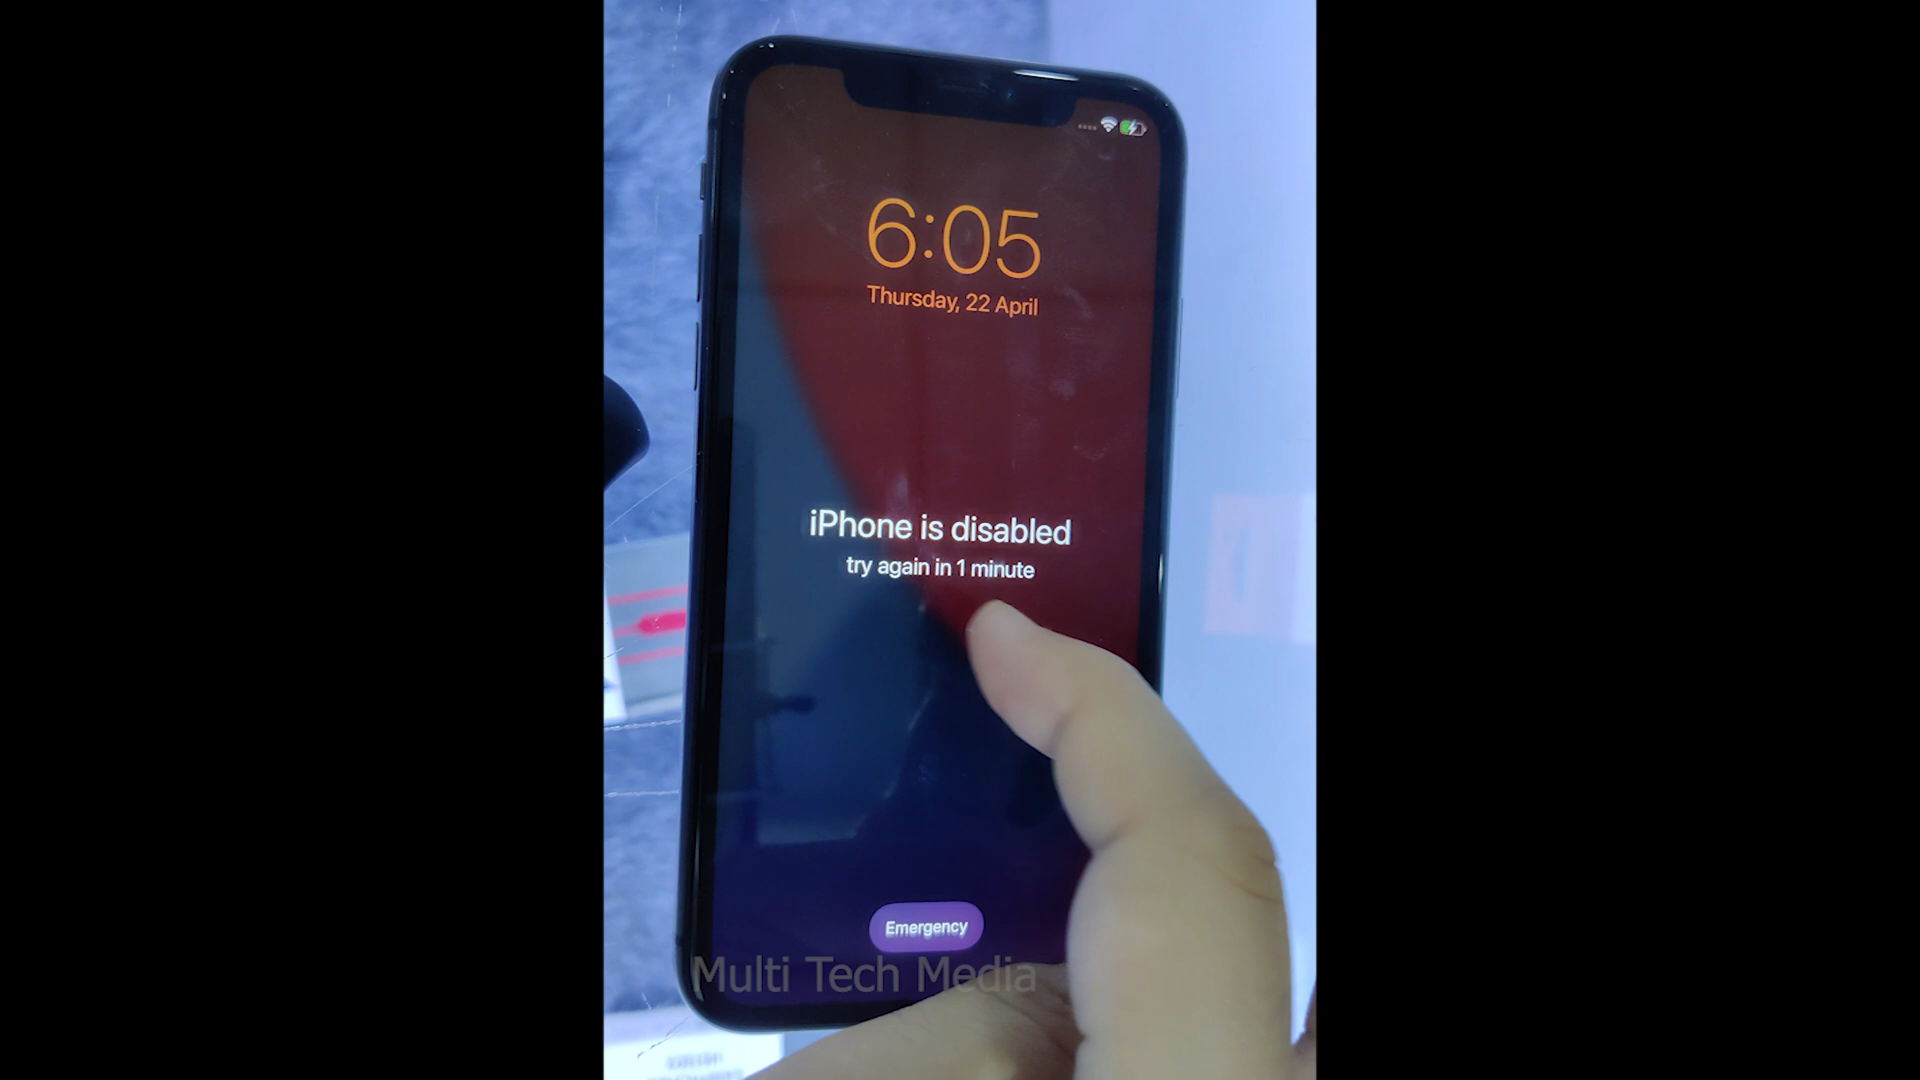 6:05
Thursday, 22 April
iPhone is disabled
try again in 1 minute
Emergency
Multi Tech Media